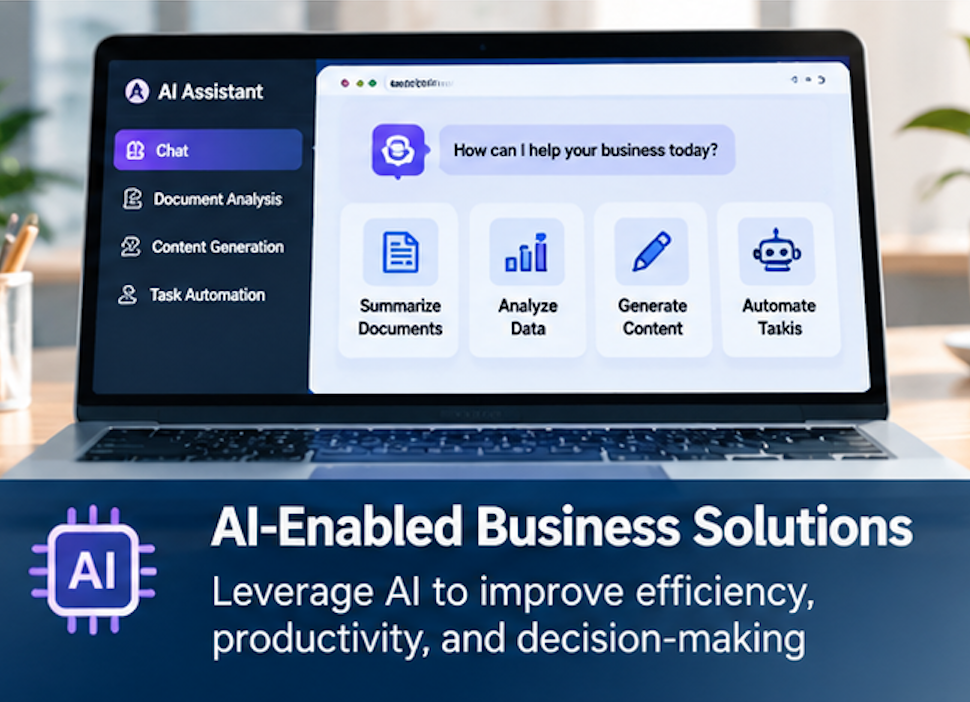 AI Assistant
Chat
Document Analysis
Content Generation
Task Automation
How can I help your business today?
Summarize
Documents
Analyze
Data
Generate
Content
Automate
Taskis
AI
AI-Enabled Business Solutions
Leverage AI to improve efficiency,
productivity, and decision-making